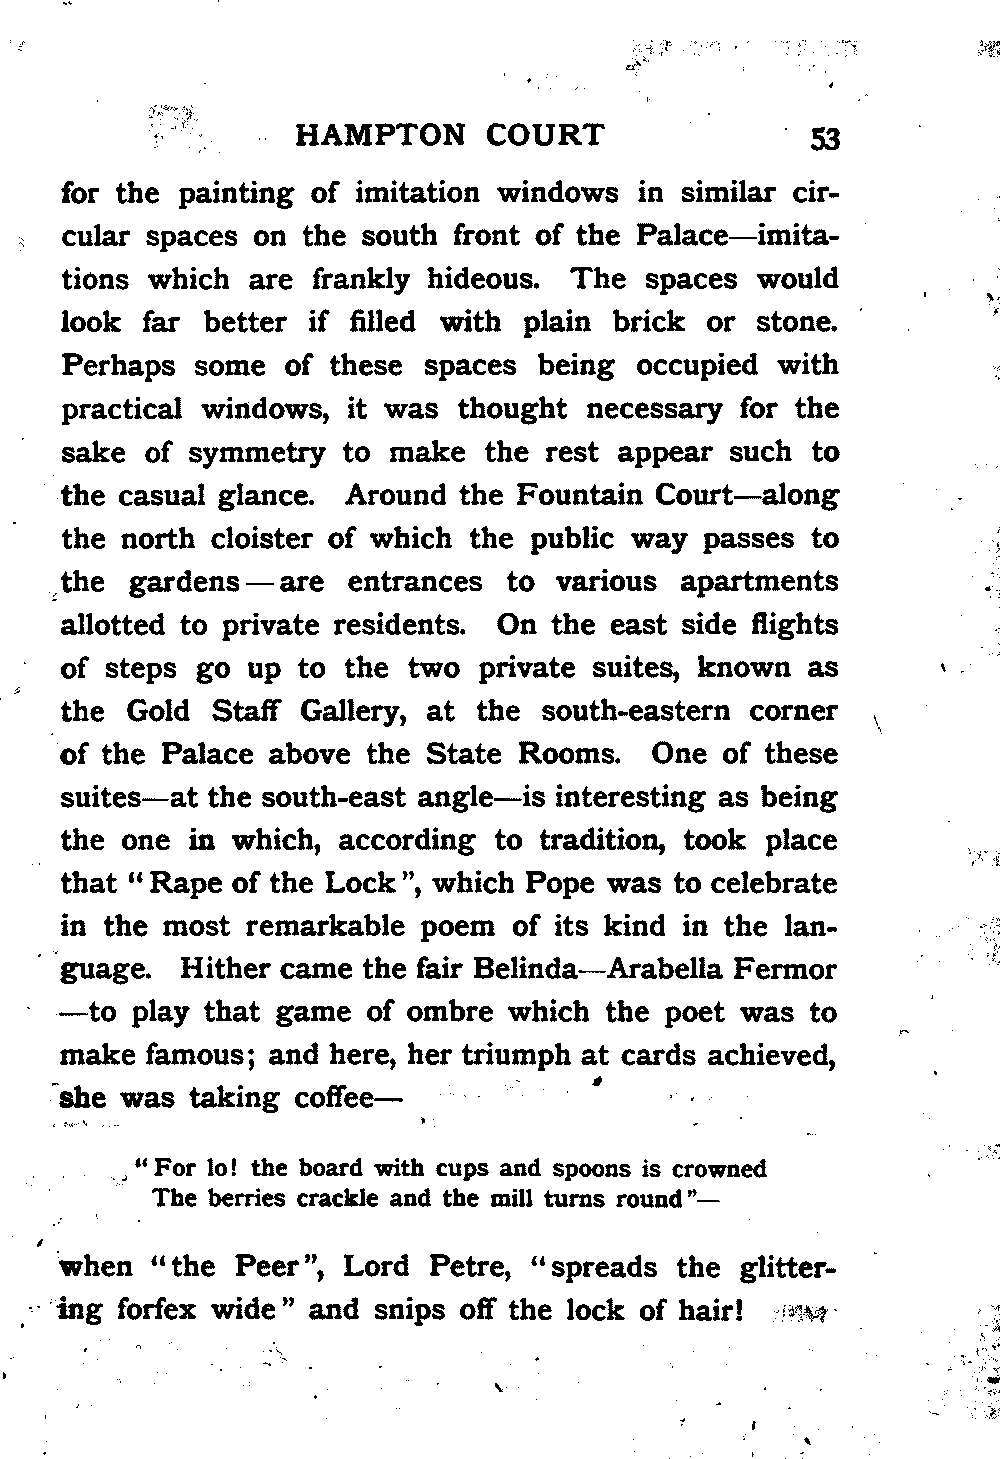 HAMPTON COURT 53
for the painting of imitation windows in similar cir-
cular spaces on the south front of the Palace—imita-
tions which are frankly hideous. The spaces would
look far better if filled with plain brick or stone.
Perhaps some of these spaces being occupied with
practical windows, it was thought necessary for the
sake of symmetry to make the rest appear such to
the casual glance. Around the Fountain Court—along
the north cloister of which the public way passes to
the gardens—are entrances to various apartments
allotted to private residents. On the east side flights
of steps go up to the two private suites, known as
the Gold Staff Gallery, at the south-eastern corner
of the Palace above the State Rooms. One of these
suites—at the south-east angle—is interesting as being
the one in which, according to tradition, took place
that "Rape of the Lock", which Pope was to celebrate
in the most remarkable poem of its kind in the lan-
guage. Hither came the fair Belinda—Arabella Fermor
—to play that game of ombre which the poet was to
make famous; and here, her triumph at cards achieved,
she was taking coffee—
"For lo! the board with cups and spoons is crowned
The berries crackle and the mill turns round"—
when "the Peer", Lord Petre, "spreads the glitter-
ing forfex wide" and snips off the lock of hair!